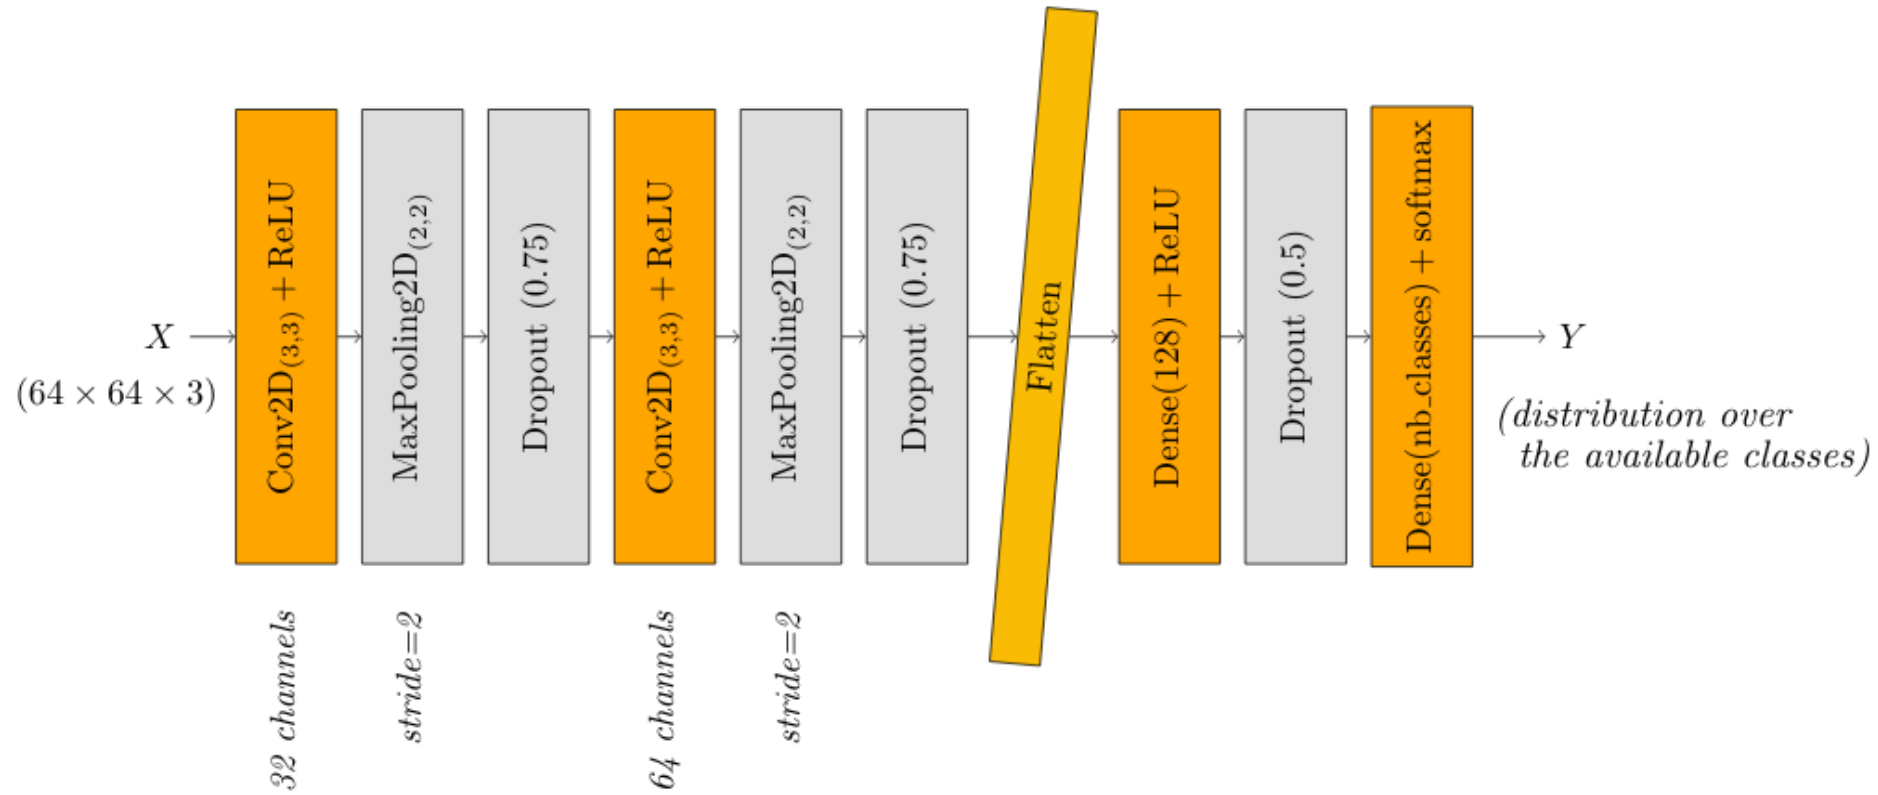 X
(64 × 64 × 3)
Conv2D(3,3) + ReLU
32 channels
MaxPooling2D(2,2)
stride=2
Dropout (0.75)
Conv2D(3,3) + ReLU
64 channels
MaxPooling2D(2,2)
stride=2
Dropout (0.75)
Flatten
Dense(128) + ReLU
Dropout (0.5)
Dense(nb_classes) + softmax
Y
(distribution over
the available classes)